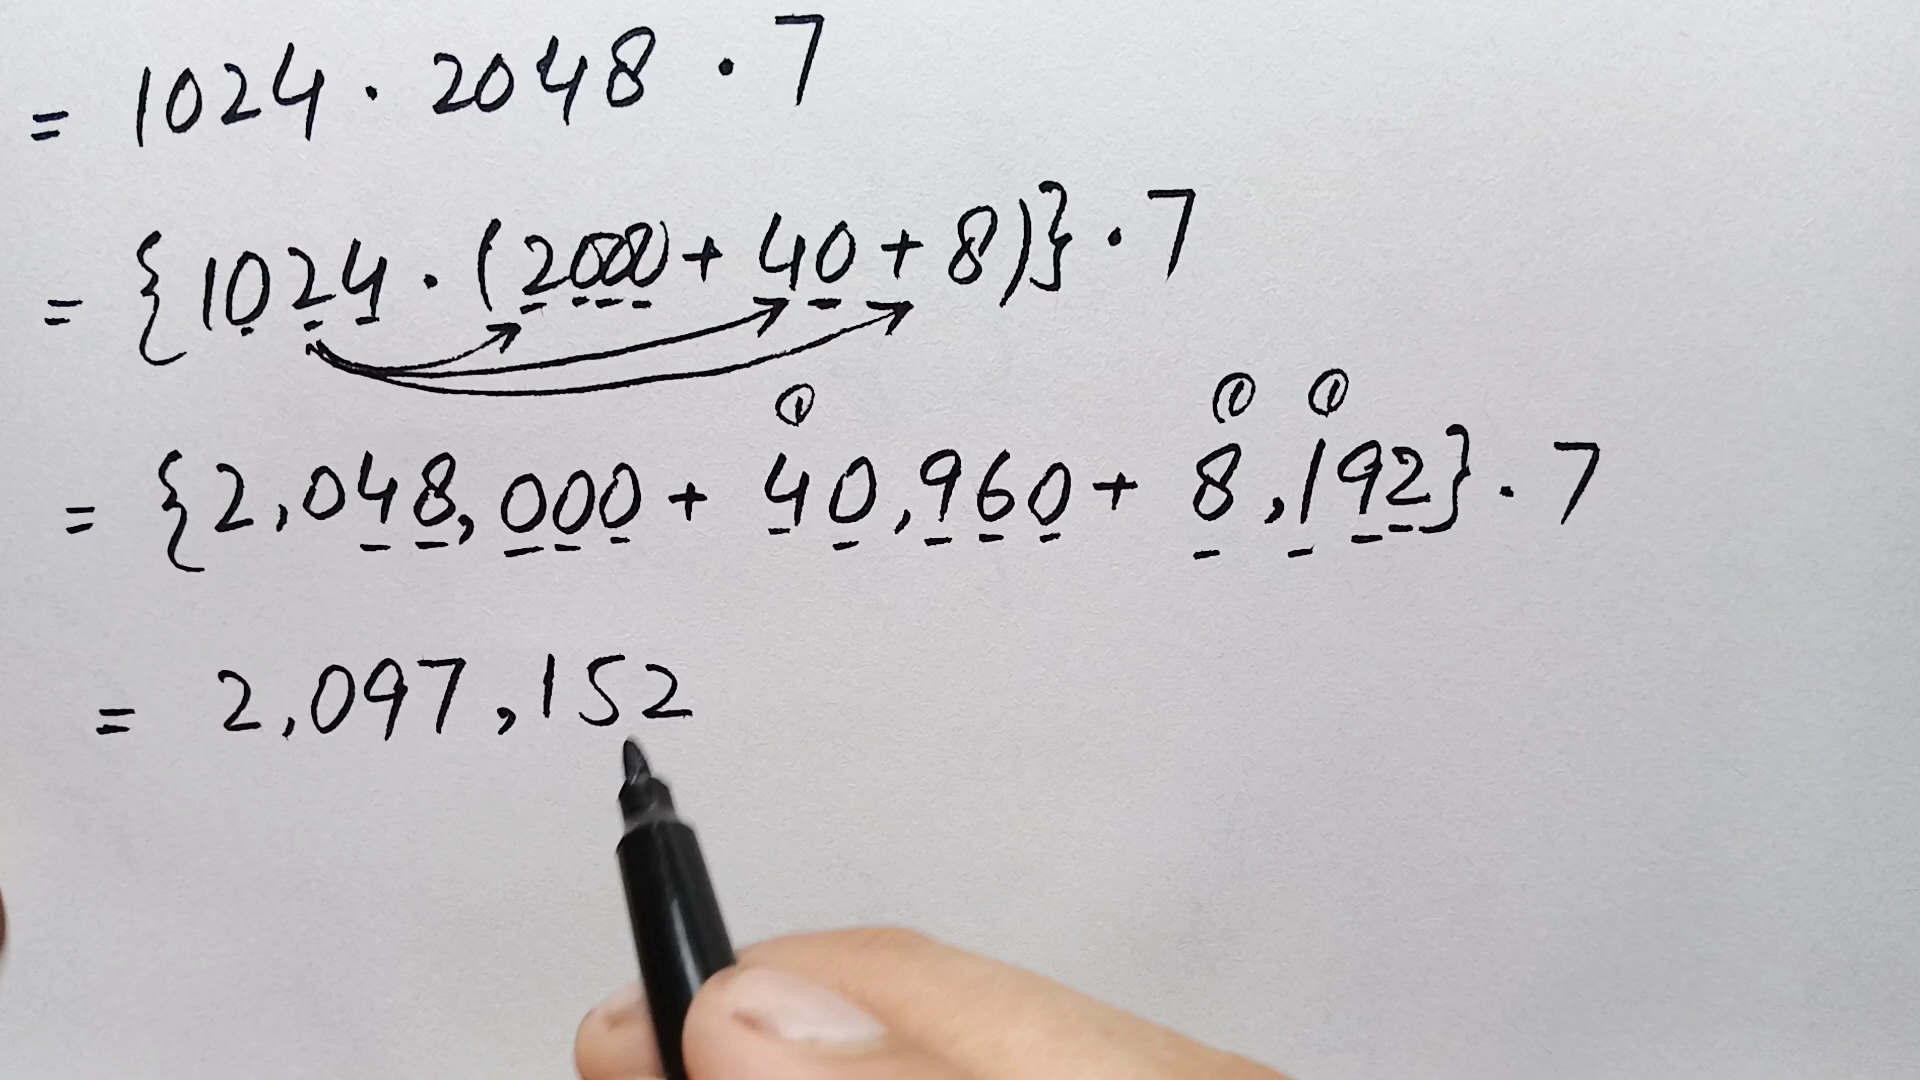 = 1024 . 2048 . 7
= {1024 . (2000 + 40 + 8)} . 7
① ① ①
= {2,048,000 + 40,960 + 8,192} . 7
= 2,097,152